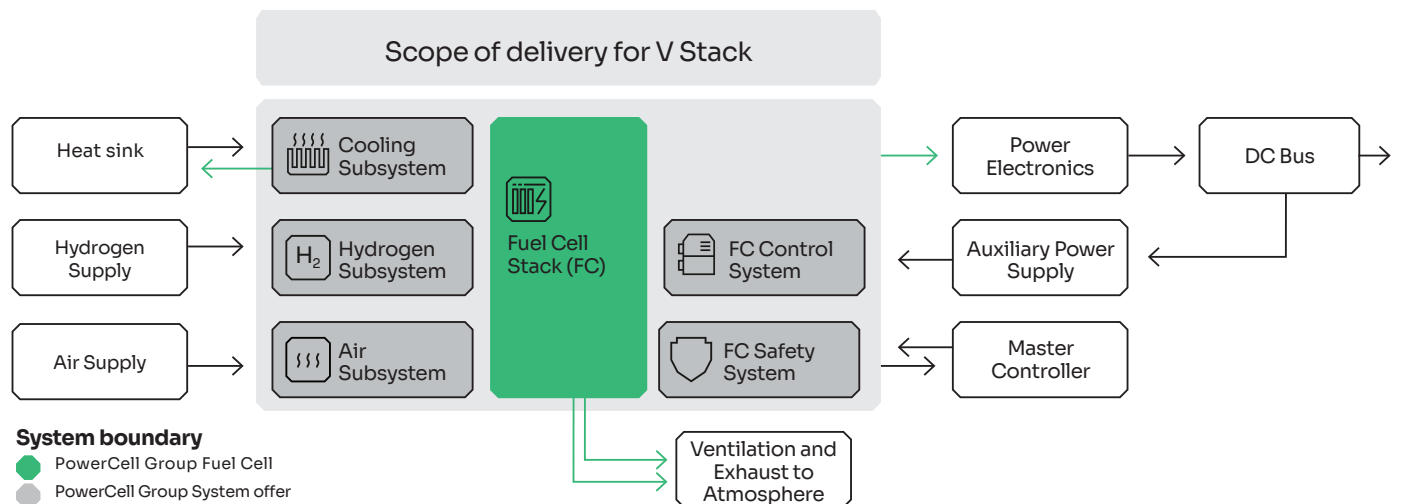 Scope of delivery for V Stack
Heat sink
Cooling
Subsystem
Fuel Cell
Stack (FC)
Power
Electronics
DC Bus
Hydrogen
Supply
H₂
Hydrogen
Subsystem
FC Control
System
Auxiliary Power
Supply
Air Supply
Air
Subsystem
FC Safety
System
Master
Controller
Ventilation and
Exhaust to
Atmosphere
System boundary
PowerCell Group Fuel Cell
PowerCell Group System offer